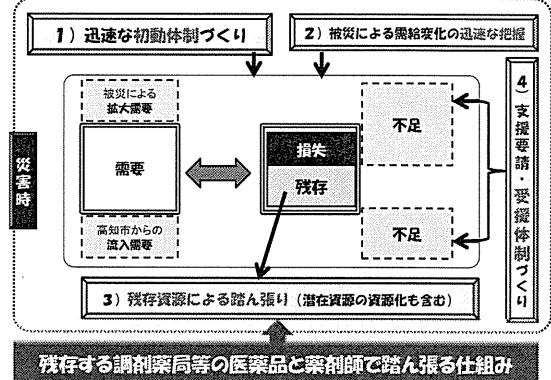 1）迅速な初動体制づくり
2）被災による需給変化の迅速な把握
災害時
被災による
拡大需要
需要
高知市からの
流入需要
損失
残存
不足
不足
4）支援要請・受援体制づくり
3）残存資源による踏ん張り（潜在資源の資源化も含む）
残存する調剤薬局等の医薬品と薬剤師で踏ん張る仕組み